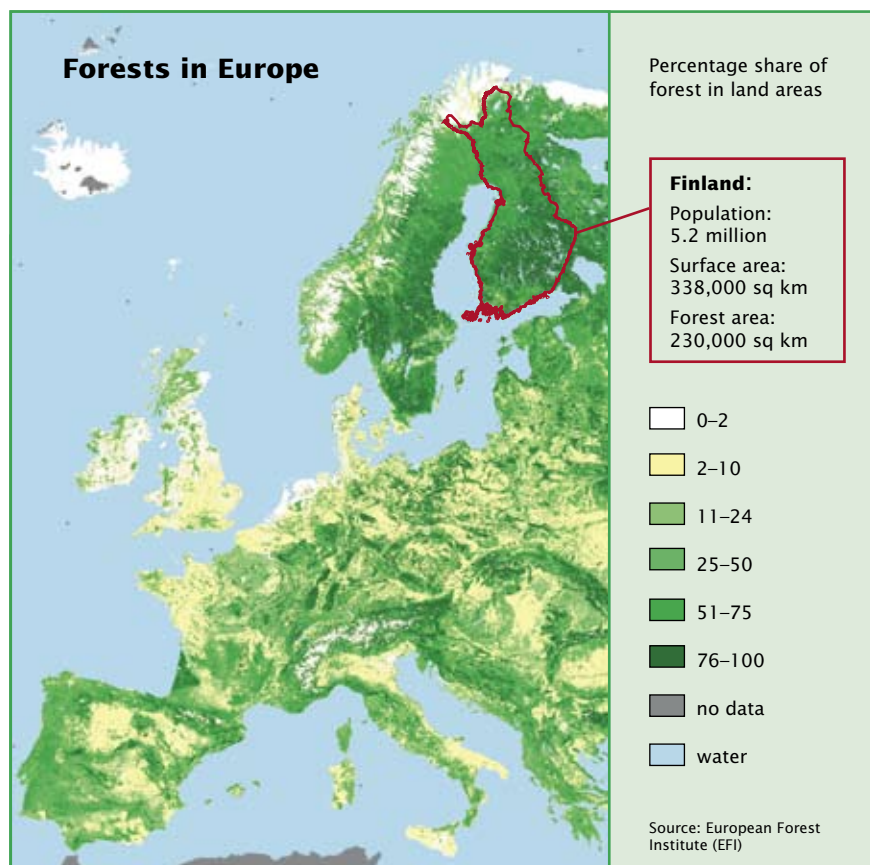 Forests in Europe
Percentage share of
forest in land areas
Finland:
Population:
5.2 million
Surface area:
338,000 sq km
Forest area:
230,000 sq km
0–2
2–10
11–24
25–50
51–75
76–100
no data
water
Source: European Forest
Institute (EFI)